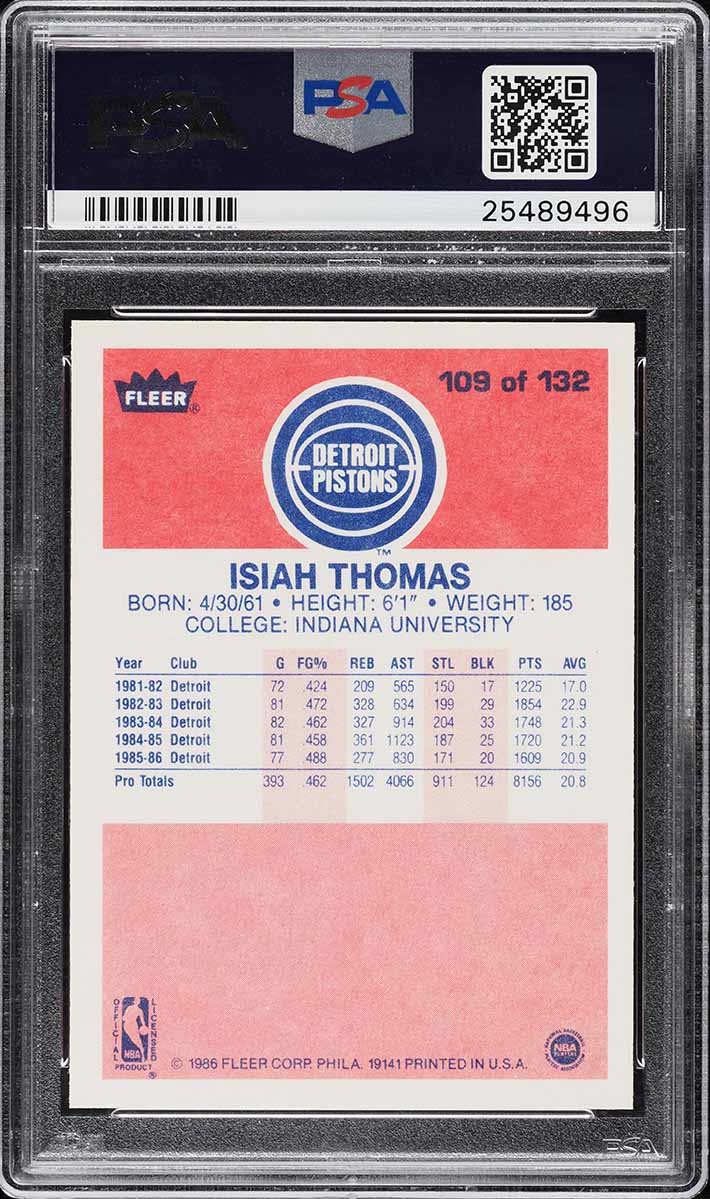 PSA
PSA
25489496
FLEER®
109 of 132
DETROIT
PISTONS
TM
ISIAH THOMAS
BORN: 4/30/61 • HEIGHT: 6'1" • WEIGHT: 185
COLLEGE: INDIANA UNIVERSITY
Year Club G FG% REB AST STL BLK PTS AVG
1981-82 Detroit 72 .424 209 565 150 17 1225 17.0
1982-83 Detroit 81 .472 328 634 199 29 1854 22.9
1983-84 Detroit 82 .462 327 914 204 33 1748 21.3
1984-85 Detroit 81 .458 361 1123 187 25 1720 21.2
1985-86 Detroit 77 .488 277 830 171 20 1609 20.9
Pro Totals 393 .462 1502 4066 911 124 8156 20.8
OFFICIAL
LICENSED
NBA
PRODUCT ®
© 1986 FLEER CORP. PHILA. 19141 PRINTED IN U.S.A.
NBA
PLAYERS
PSA